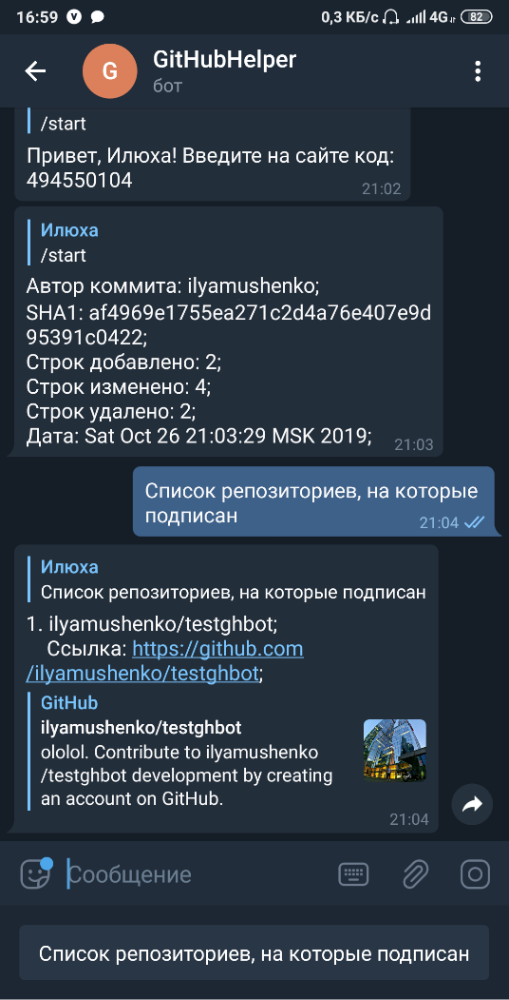 16:59
0,3 КБ/с
4G
82
G
GitHubHelper
бот
/start
Привет, Илюха! Введите на сайте код:
494550104
21:02
Илюха
/start
Автор коммита: ilyamushenko;
SHA1: af4969e1755ea271c2d4a76e407e9d
95391c0422;
Строк добавлено: 2;
Строк изменено: 4;
Строк удалено: 2;
Дата: Sat Oct 26 21:03:29 MSK 2019;
21:03
Список репозиториев, на которые
подписан
21:04
Илюха
Список репозиториев, на которые подписан
1. ilyamushenko/testghbot;
Ссылка: https://github.com
/ilyamushenko/testghbot;
GitHub
ilyamushenko/testghbot
ololol. Contribute to ilyamushenko
/testghbot development by creating
an account on GitHub.
21:04
Сообщение
Список репозиториев, на которые подписан